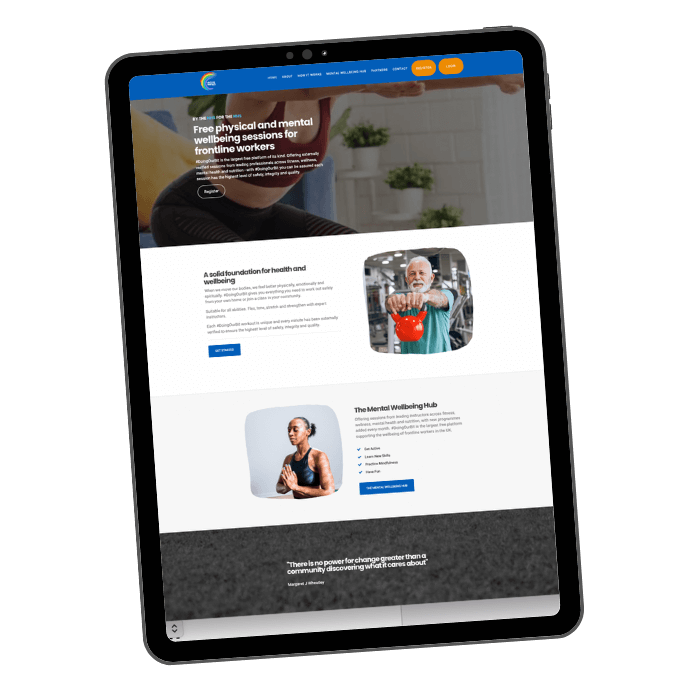 HOME ABOUT HOW IT WORKS MENTAL WELLBEING HUB PARTNERS CONTACT REGISTER LOGIN
BY THE HUB FOR THE HUB
Free physical and mental
wellbeing sessions for
frontline workers
#DoingOurBit is the largest free platform of its kind. Offering externally
verified sessions from leading professionals across fitness, wellness,
mental health and nutrition - with #DoingOurBit you can be assured each
session has the highest level of safety, integrity and quality.
Register
A solid foundation for health and
wellbeing
When we move our bodies, we feel better physically, emotionally and
spiritually. #DoingOurBit gives you everything you need to work out safely
from your own home or join a class in your community.
Suitable for all abilities. Flex, tone, stretch and strengthen with expert
instructors.
Each #DoingOurBit workout is unique and every minute has been externally
verified to ensure the highest level of safety, integrity and quality.
GET STARTED
The Mental Wellbeing Hub
Offering sessions from leading instructors across fitness,
wellness, mental health and nutrition, with new programmes
added every month. #DoingOurBit is the largest free platform
supporting the wellbeing of frontline workers in the UK.
Get Active
Learn New Skills
Practice Mindfulness
Have Fun
THE MENTAL WELLBEING HUB
"There is no power for change greater than a
community discovering what it cares about"
Margaret J Wheatley